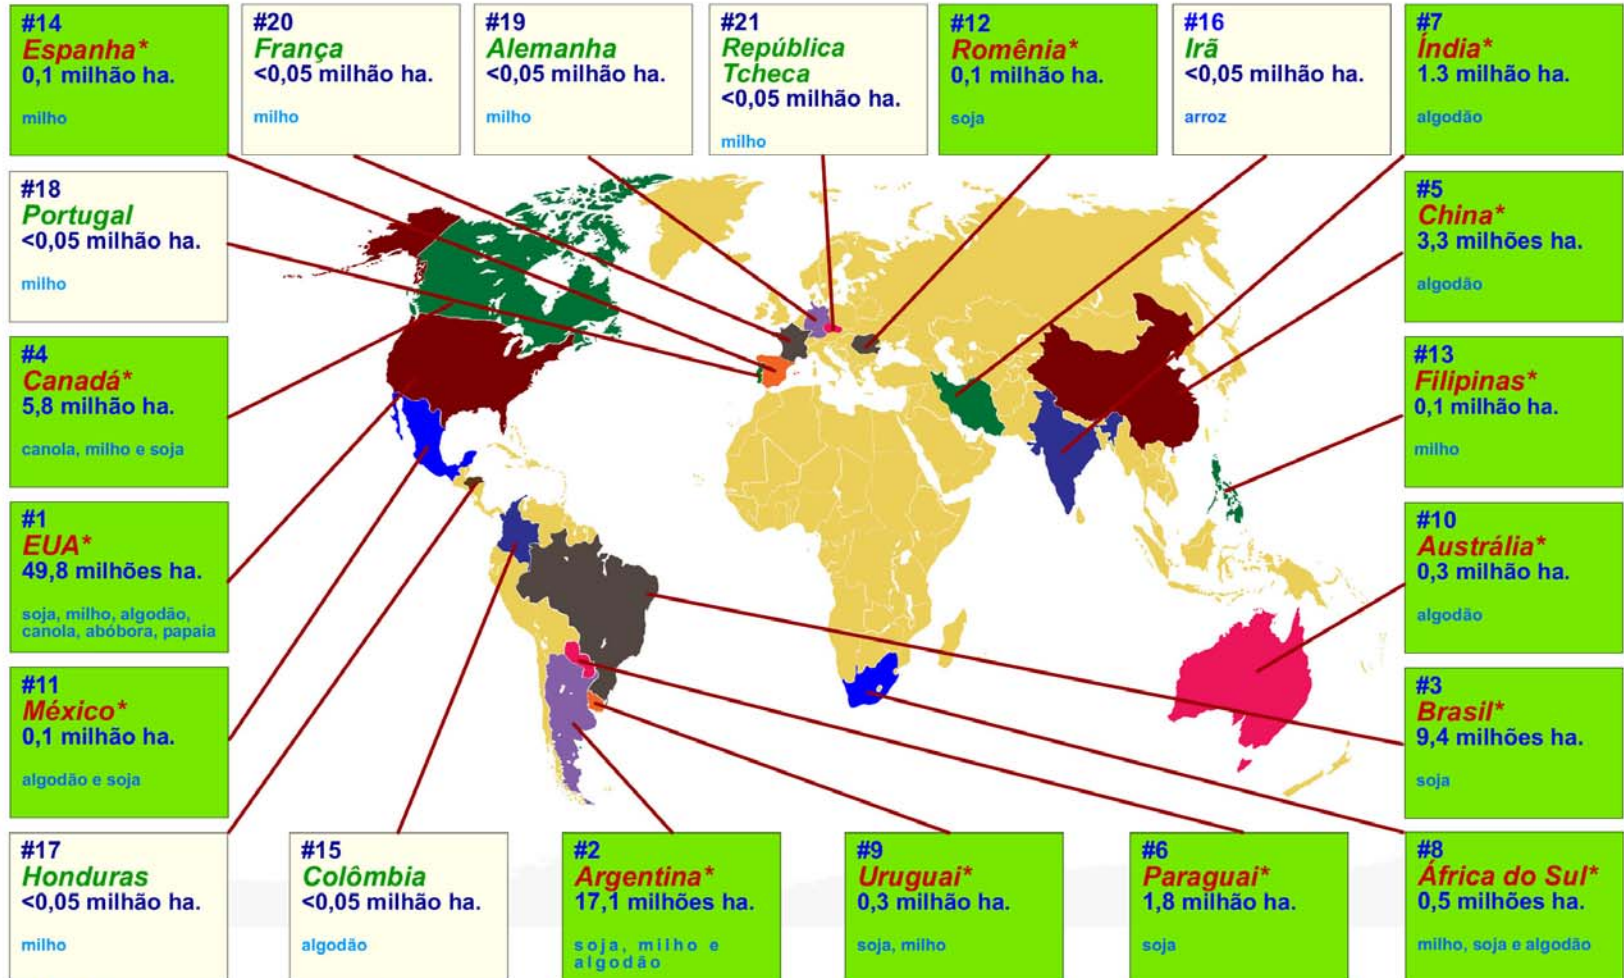 #14
Espanha*
0,1 milhão ha.
milho
#20
França
<0,05 milhão ha.
milho
#19
Alemanha
<0,05 milhão ha.
milho
#21
República
Tcheca
<0,05 milhão ha.
milho
#12
Romênia*
0,1 milhão ha.
soja
#16
Irã
<0,05 milhão ha.
arroz
#7
Índia*
1.3 milhão ha.
algodão
#18
Portugal
<0,05 milhão ha.
milho
#5
China*
3,3 milhões ha.
algodão
#4
Canadá*
5,8 milhão ha.
canola, milho e soja
#13
Filipinas*
0,1 milhão ha.
milho
#1
EUA*
49,8 milhões ha.
soja, milho, algodão,
canola, abóbora, papaia
#10
Austrália*
0,3 milhão ha.
algodão
#11
México*
0,1 milhão ha.
algodão e soja
#3
Brasil*
9,4 milhões ha.
soja
#17
Honduras
<0,05 milhão ha.
milho
#15
Colômbia
<0,05 milhão ha.
algodão
#2
Argentina*
17,1 milhões ha.
soja, milho e
algodão
#9
Uruguai*
0,3 milhão ha.
soja, milho
#6
Paraguai*
1,8 milhão ha.
soja
#8
África do Sul*
0,5 milhões ha.
milho, soja e algodão